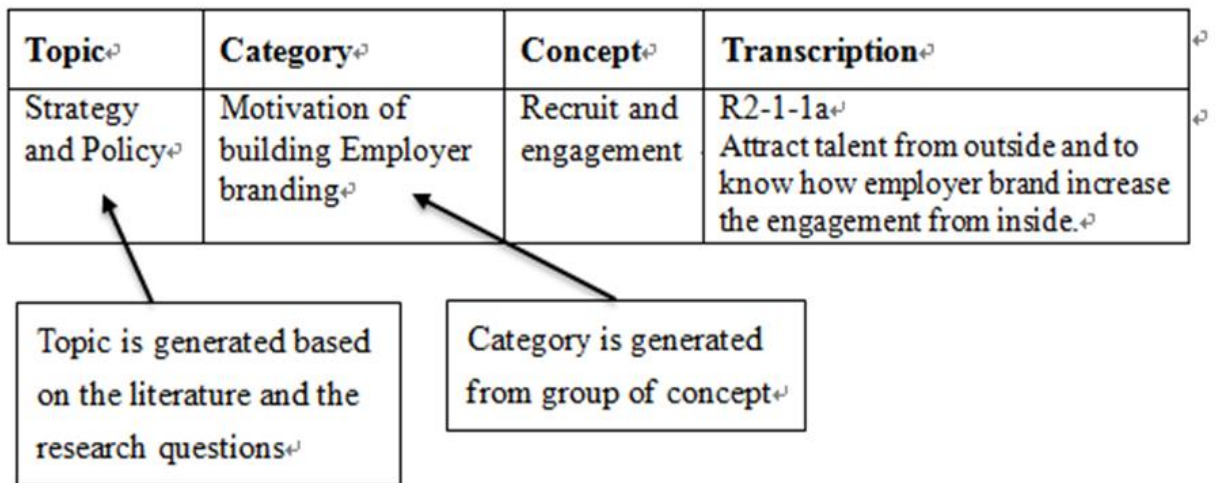 Topic Category Concept Transcription
Strategy
and Policy
Motivation of
building Employer
branding
Recruit and
engagement
R2-1-1a
Attract talent from outside and to
know how employer brand increase
the engagement from inside.
Topic is generated based
on the literature and the
research questions
Category is generated
from group of concept